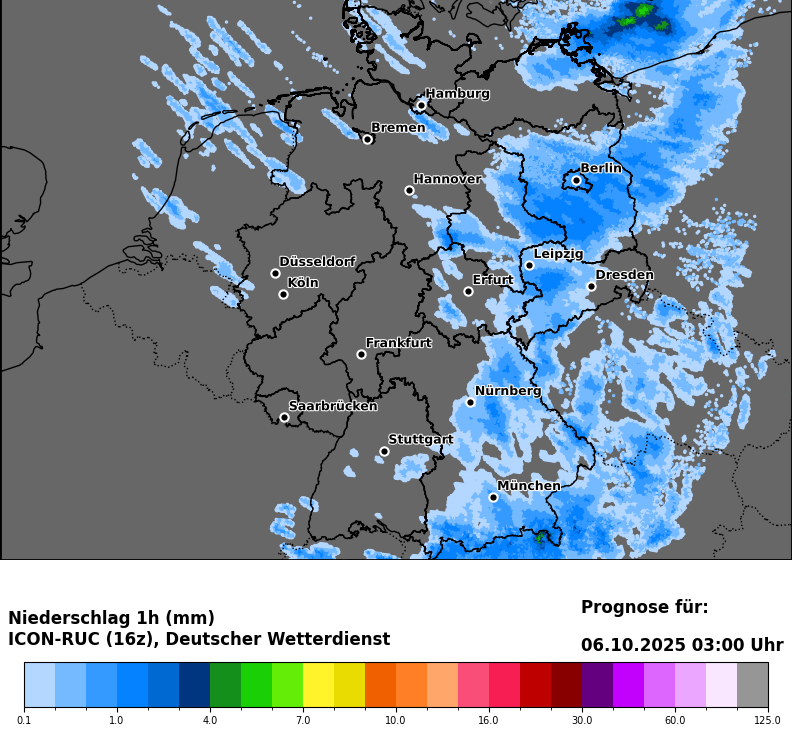 Hamburg
Bremen
Berlin
Hannover
Leipzig
Düsseldorf
Dresden
Erfurt
Köln
Frankfurt
Nürnberg
Saarbrücken
Stuttgart
München
Niederschlag 1h (mm)
ICON-RUC (16z), Deutscher Wetterdienst
Prognose für:
06.10.2025 03:00 Uhr
0.1 1.0 4.0 7.0 10.0 16.0 30.0 60.0 125.0